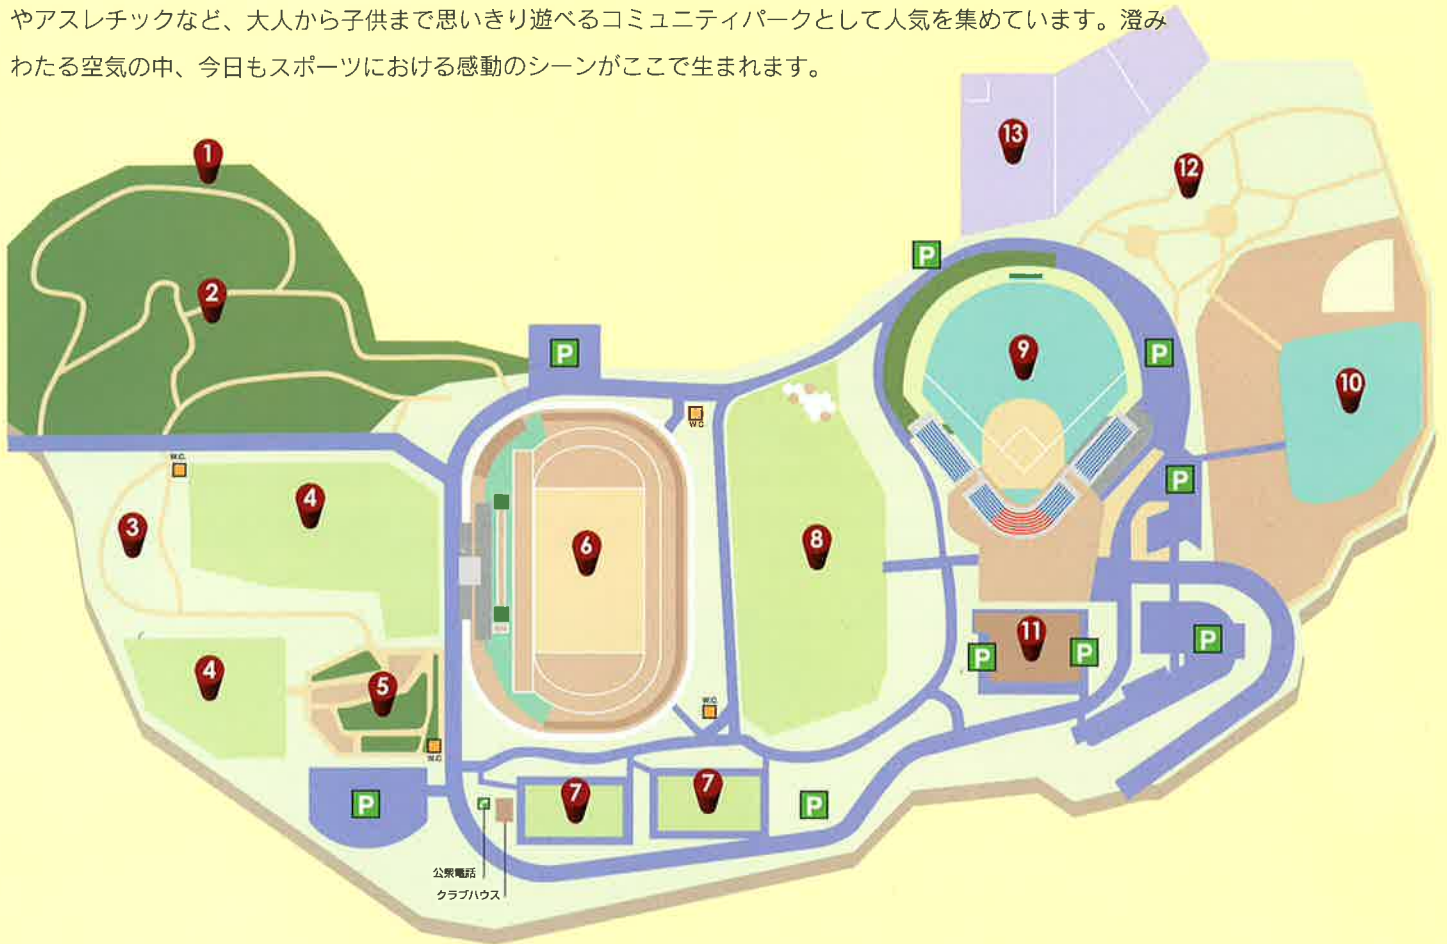 やアスレチックなど、大人から子供まで思いきり遊べるコミュニティパークとして人気を集めています。澄み
わたる空気の中、今日もスポーツにおける感動のシーンがここで生まれます。
13
1
12
P
2
P
9
P
10
W.C
W.C.
4
P
3
6
8
11
P
P
P
4
5
W.C
W.C
7
7
P
P
公衆電話
クラブハウス